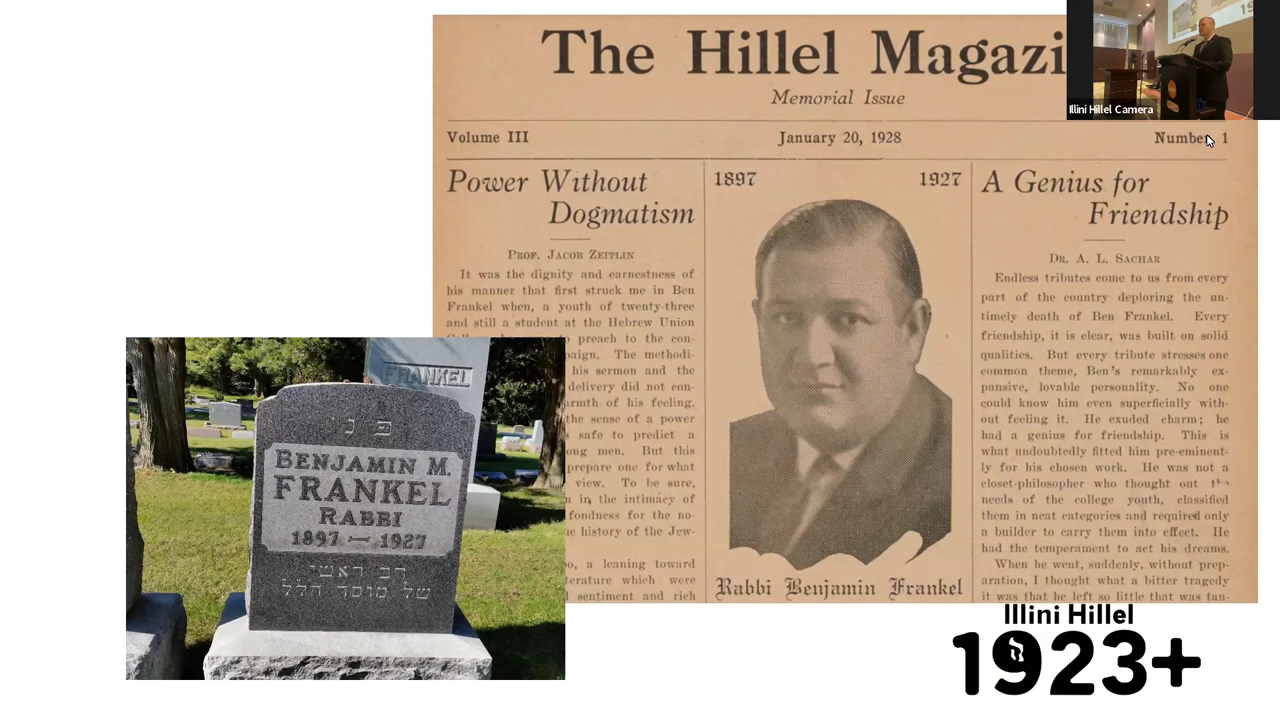 The Hillel Magazi
Memorial Issue
Volume III
January 20, 1928
Number 1
Power Without
Dogmatism
Prof. Jacob Zeitlin
It was the dignity and earnestness of
his manner that first struck me in Ben
Frankel when, a youth of twenty-three
and still a student at the Hebrew Union
preach to the con-
paign. The methodi-
his sermon and the
delivery did not con-
armth of his feeling.
the sense of a power
safe to predict a
ong men. But this
prepare one for what
view. To be sure,
n in the intimacy of
fondness for the no-
he history of the Jew-
o, a leaning toward
terature which were
sentiment and rich
1897
1927
Rabbi Benjamin Frankel
A Genius for
Friendship
Dr. A. L. Sachar
Endless tributes come to us from every
part of the country deploring the un-
timely death of Ben Frankel. Every
friendship, it is clear, was built on solid
qualities. But every tribute stresses one
common theme, Ben's remarkably ex-
pansive, lovable personality. No one
could know him even superficially with-
out feeling it. He exuded charm; he
had a genius for friendship. This is
what undoubtedly fitted him pre-eminent-
ly for his chosen work. He was not a
closet-philosopher who thought out
needs of the college youth, classified
them in neat categories and required only
a builder to carry them into effect. He
had the temperament to act his dreams.
When he went, suddenly, without prep-
aration, I thought what a bitter tragedy
it was that he left so little that was tan-
Illini Hillel Camera
FRANKEL
פ נ
BENJAMIN M.
FRANKEL
RABBI
1897 — 1927
רב ראשי
של מוסד הלל
Illini Hillel
1923+